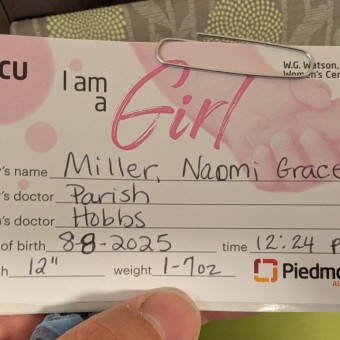 CU
I am
a
Girl
W.G. Watson,
Women's Cen
's name Miller, Naomi Grace
's doctor Parish
's doctor Hobbs
of birth 8-8-2025 time 12:24 p
h 12" weight 1-7oz
Piedmo